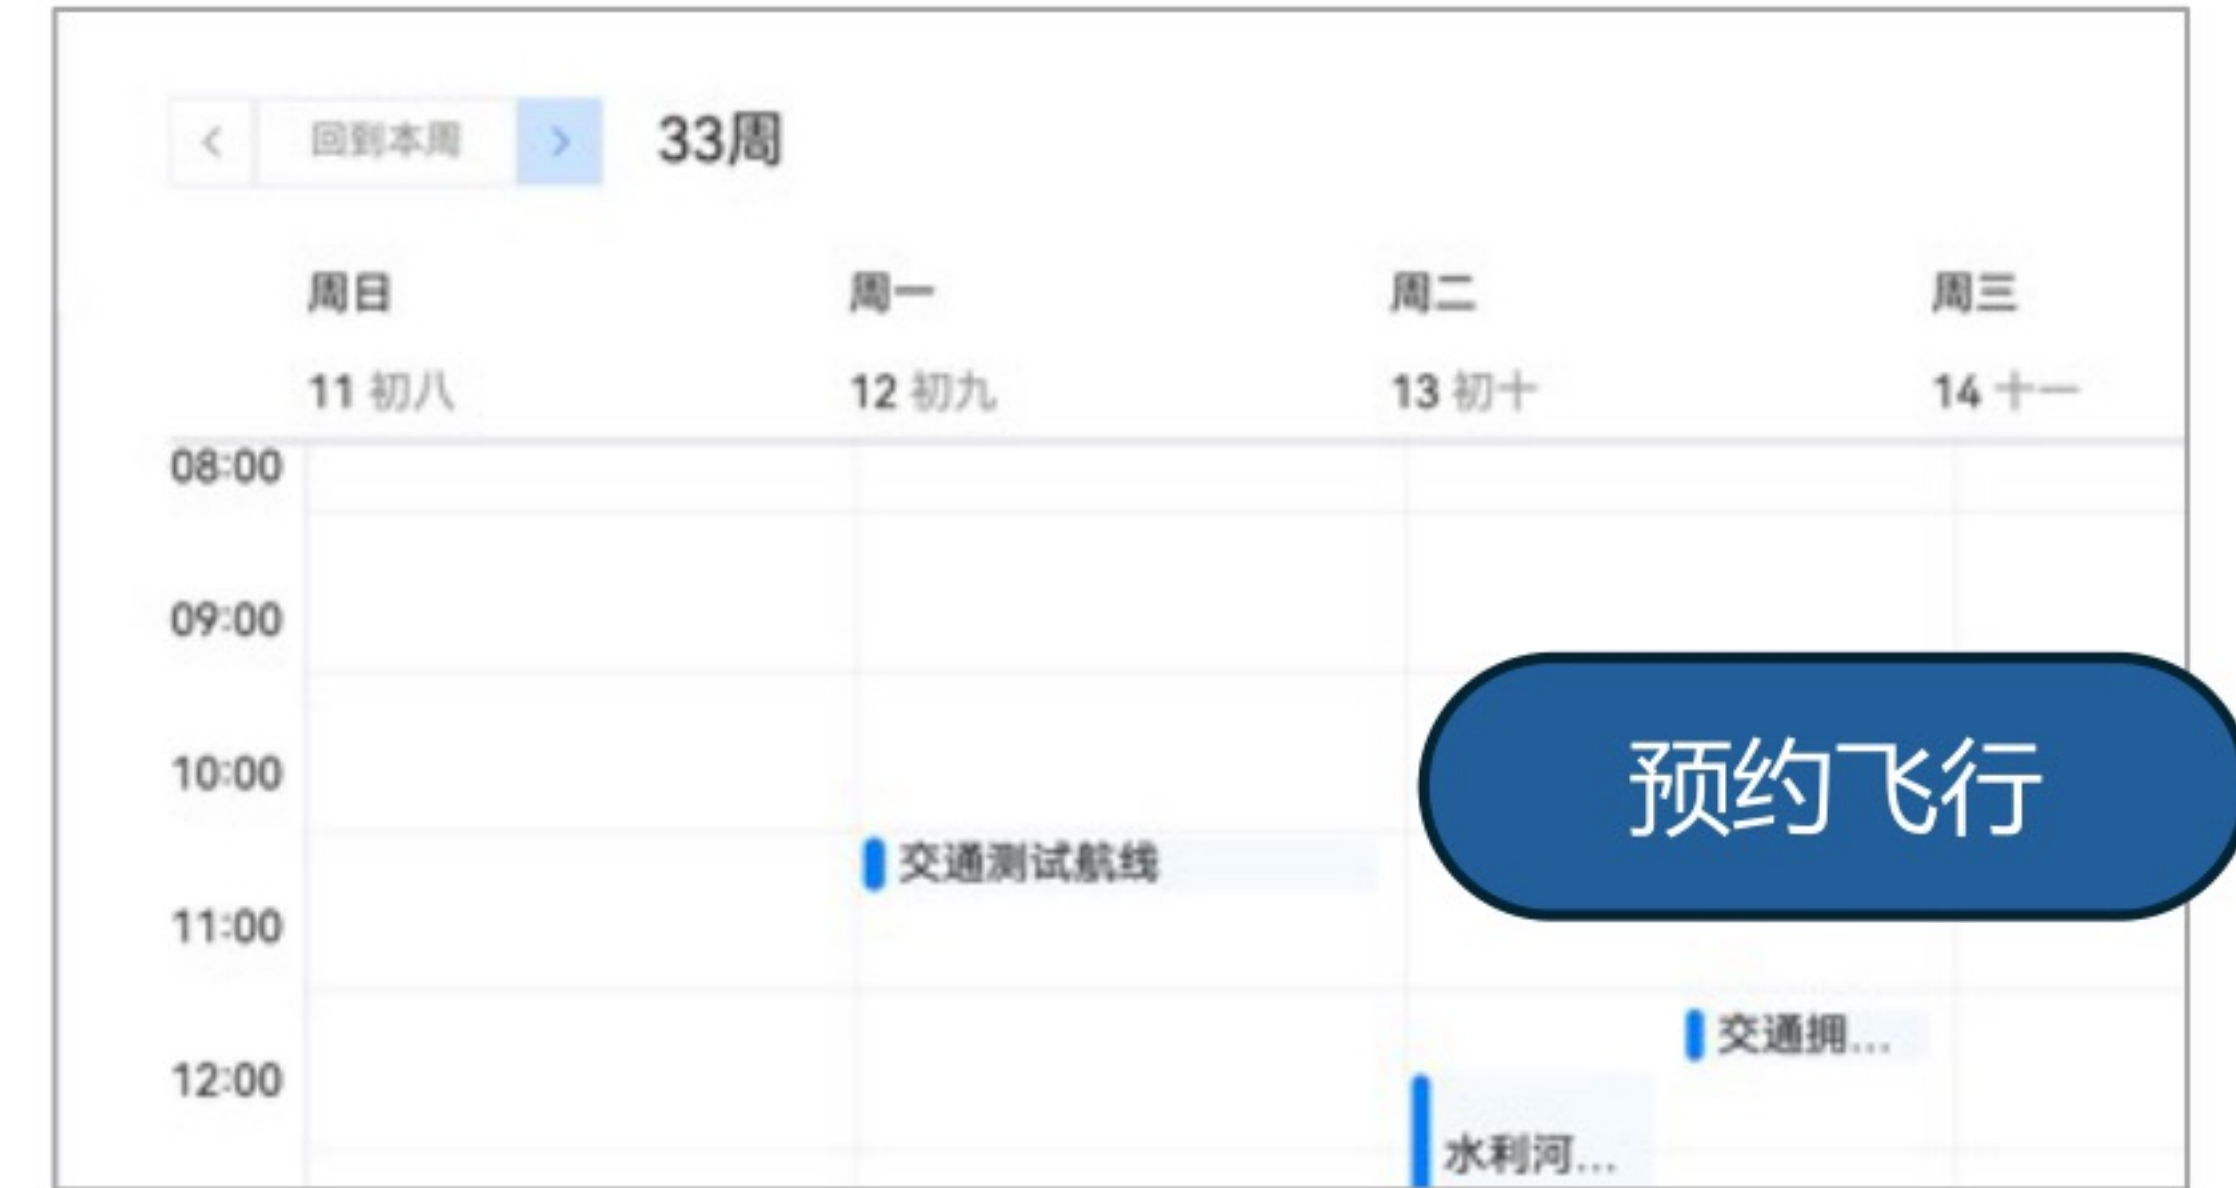 回到本周 33周
周日 周一 周二 周三
11 初八 12 初九 13 初十 14 十一
08:00
09:00
预约飞行
10:00
交通测试航线
11:00
交通拥...
12:00
水利河...